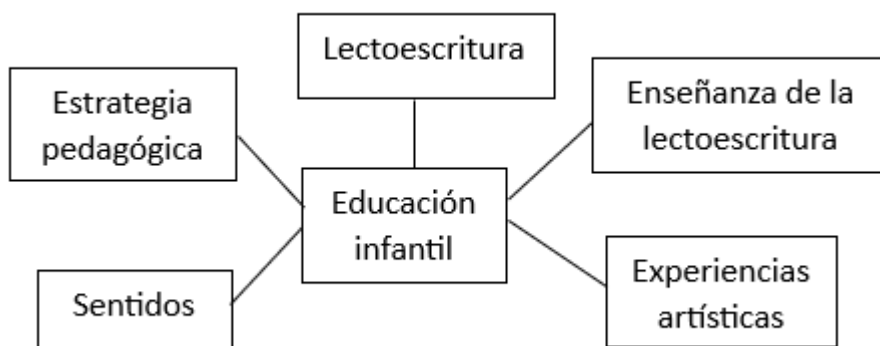 Lectoescritura
Estrategia
pedagógica
Enseñanza de la
lectoescritura
Educación
infantil
Sentidos
Experiencias
artísticas